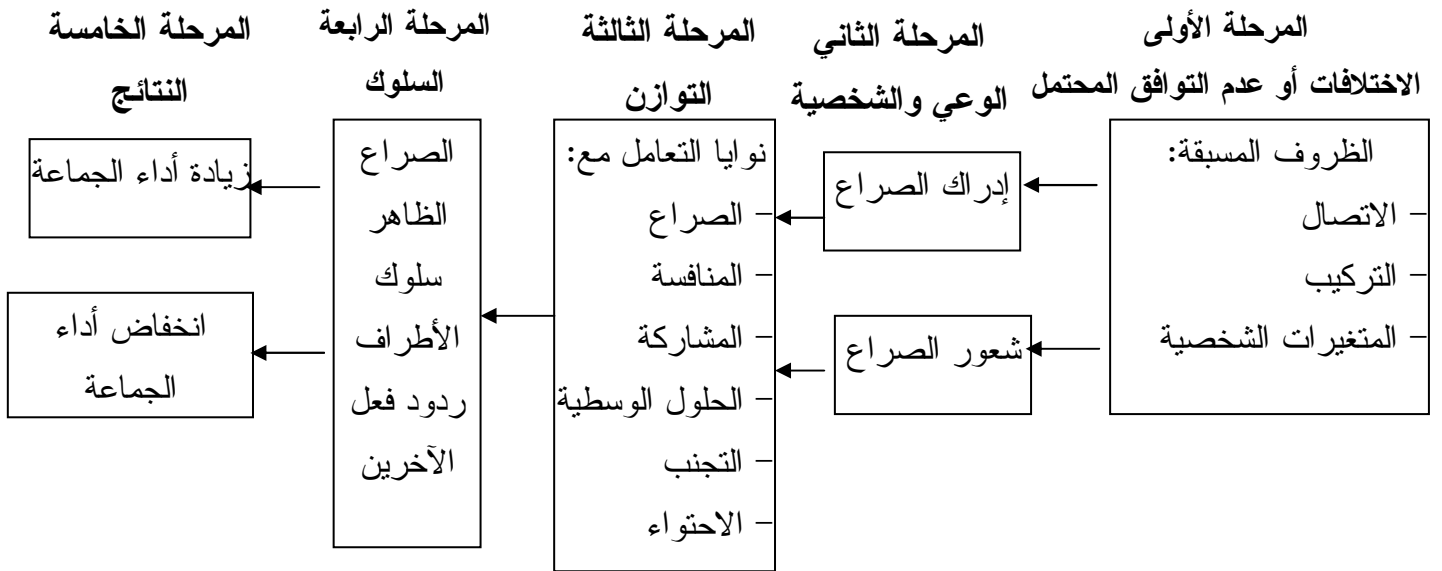 المرحلة الأولى
الاختلافات أو عدم التوافق المحتمل
الظروف المسبقة:
– الاتصال
– التركيب
– المتغيرات الشخصية
المرحلة الثاني
الوعي والشخصية
إدراك الصراع
شعور الصراع
المرحلة الثالثة
التوازن
نوايا التعامل مع:
– الصراع
– المنافسة
– المشاركة
– الحلول الوسطية
– التجنب
– الاحتواء
المرحلة الرابعة
السلوك
الصراع
الظاهر
سلوك
الأطراف
ردود فعل
الآخرين
المرحلة الخامسة
النتائج
زيادة أداء الجماعة
انخفاض أداء
الجماعة